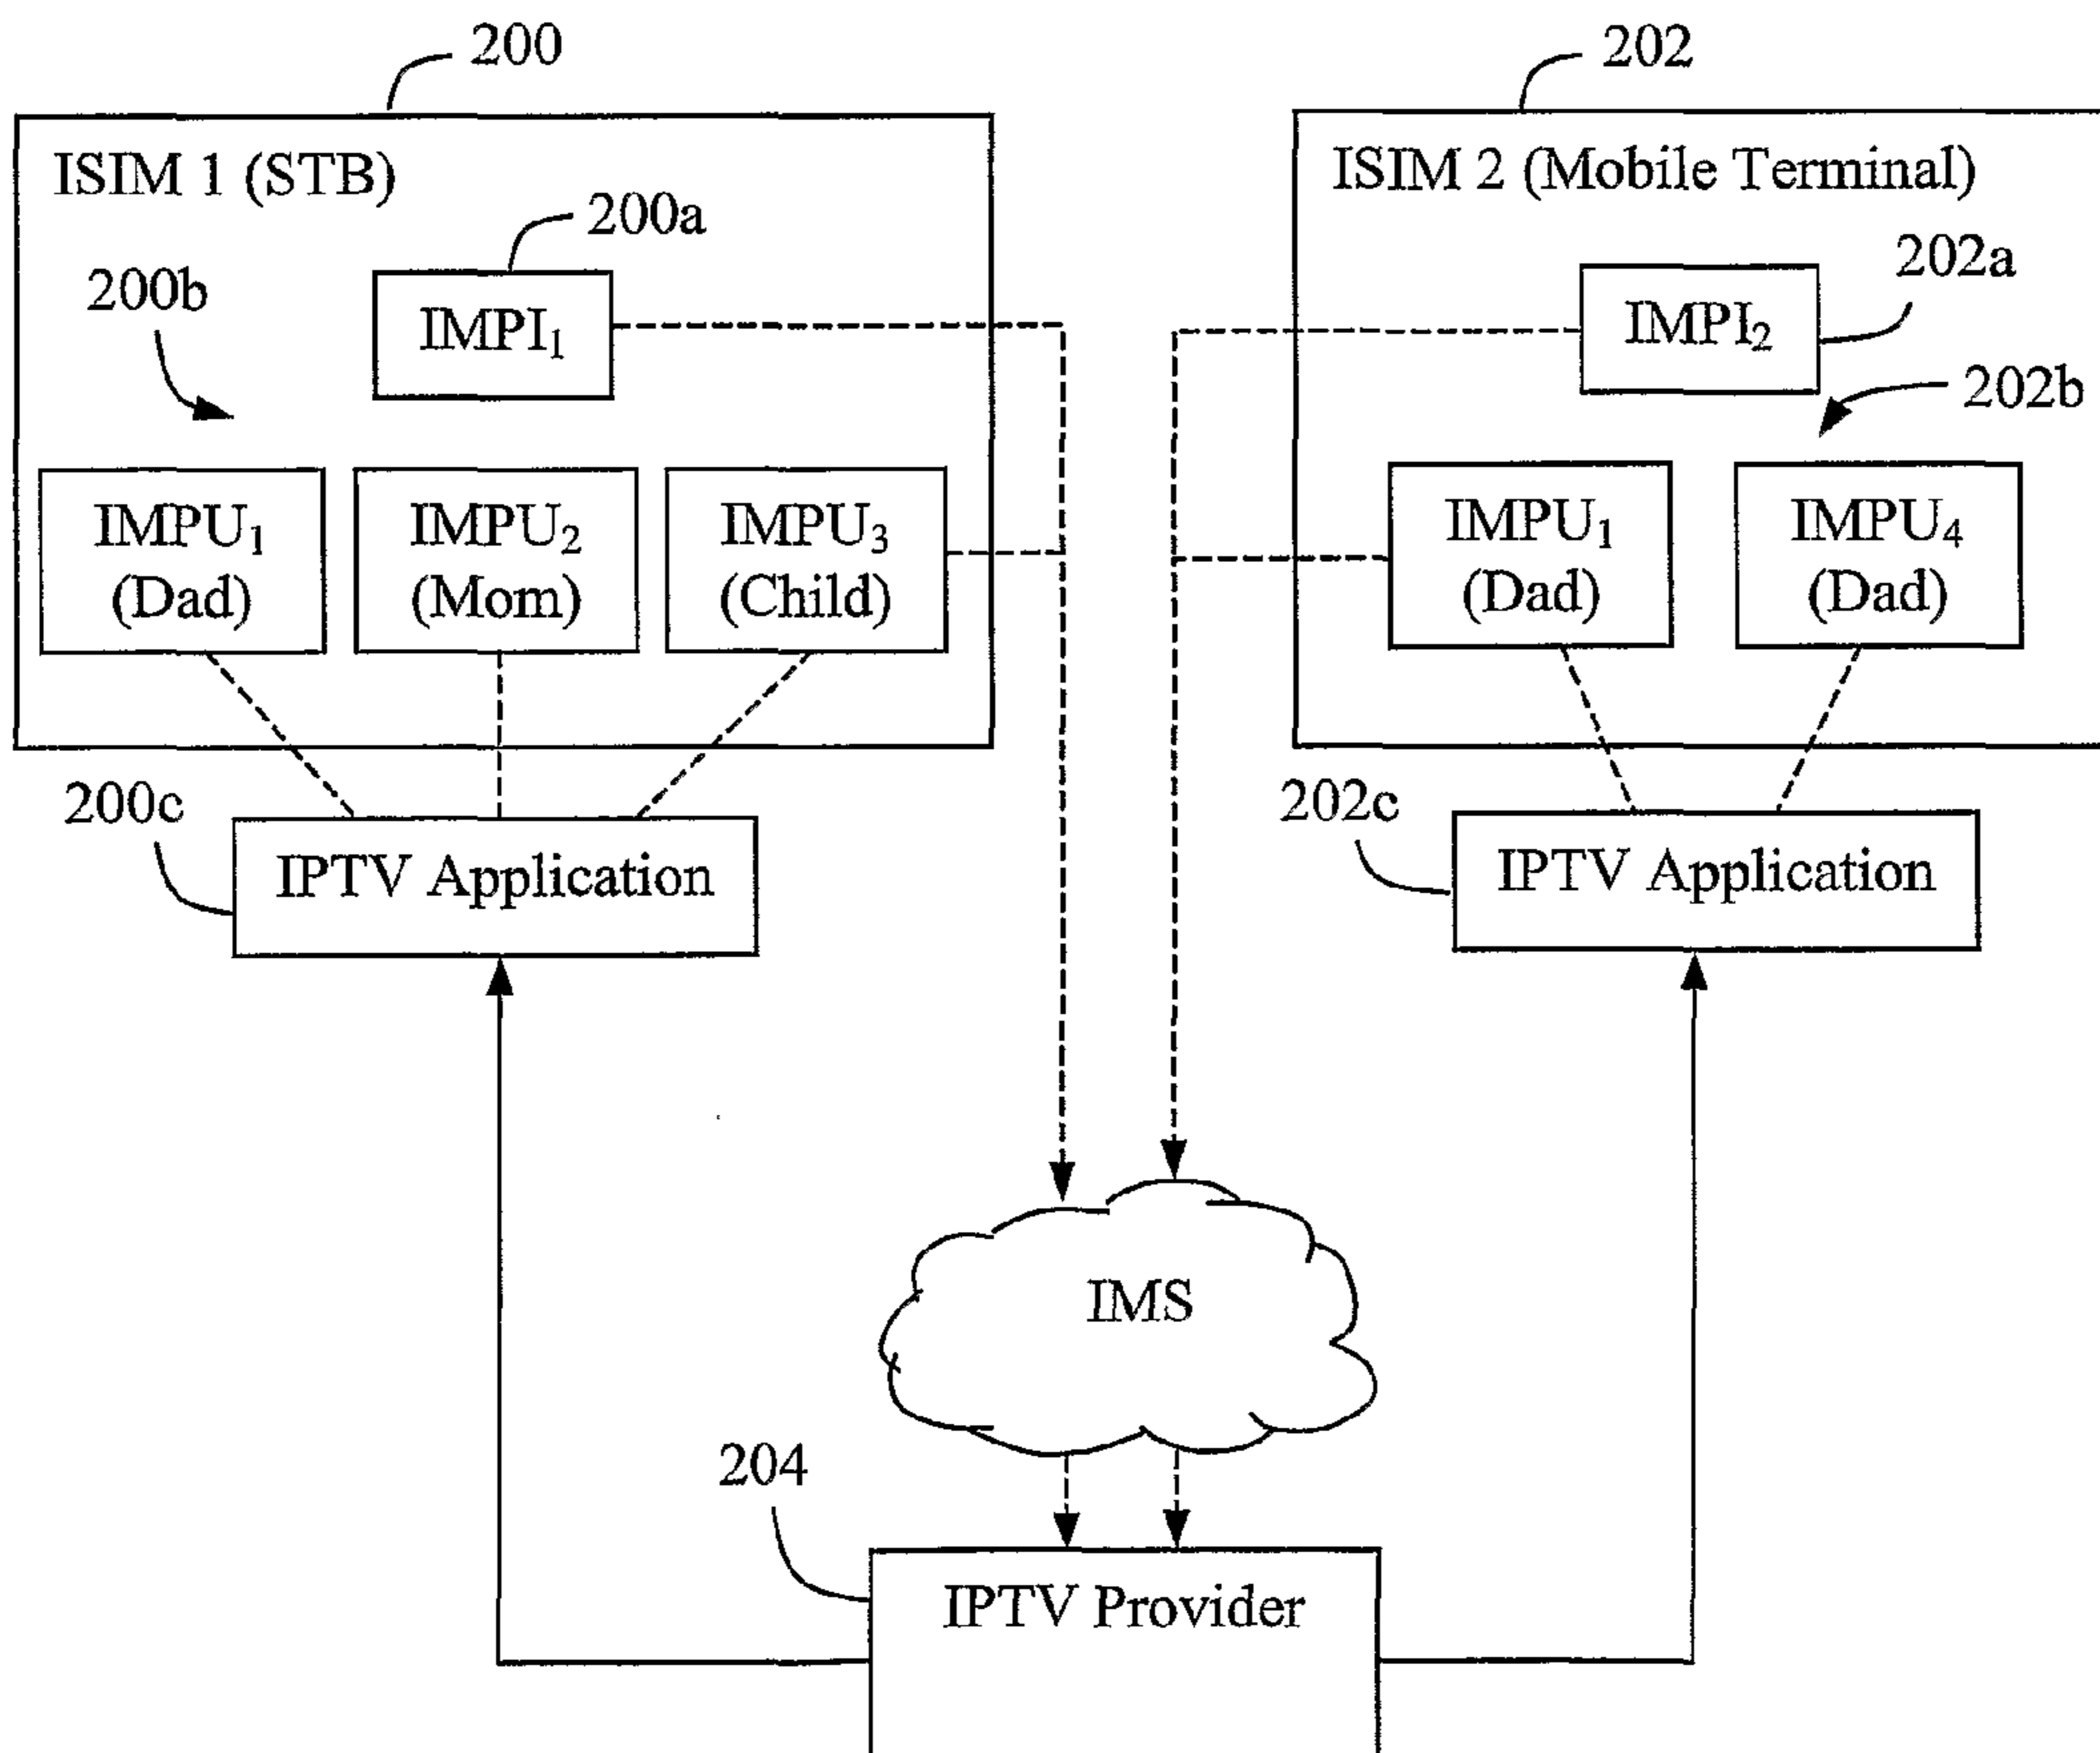 200
202
ISIM 1 (STB)
ISIM 2 (Mobile Terminal)
200a
200b
IMPI₁
202a
IMPI₂
202b
IMPU₁
(Dad)
IMPU₂
(Mom)
IMPU₃
(Child)
IMPU₁
(Dad)
IMPU₄
(Dad)
200c
IPTV Application
202c
IPTV Application
IMS
204
IPTV Provider